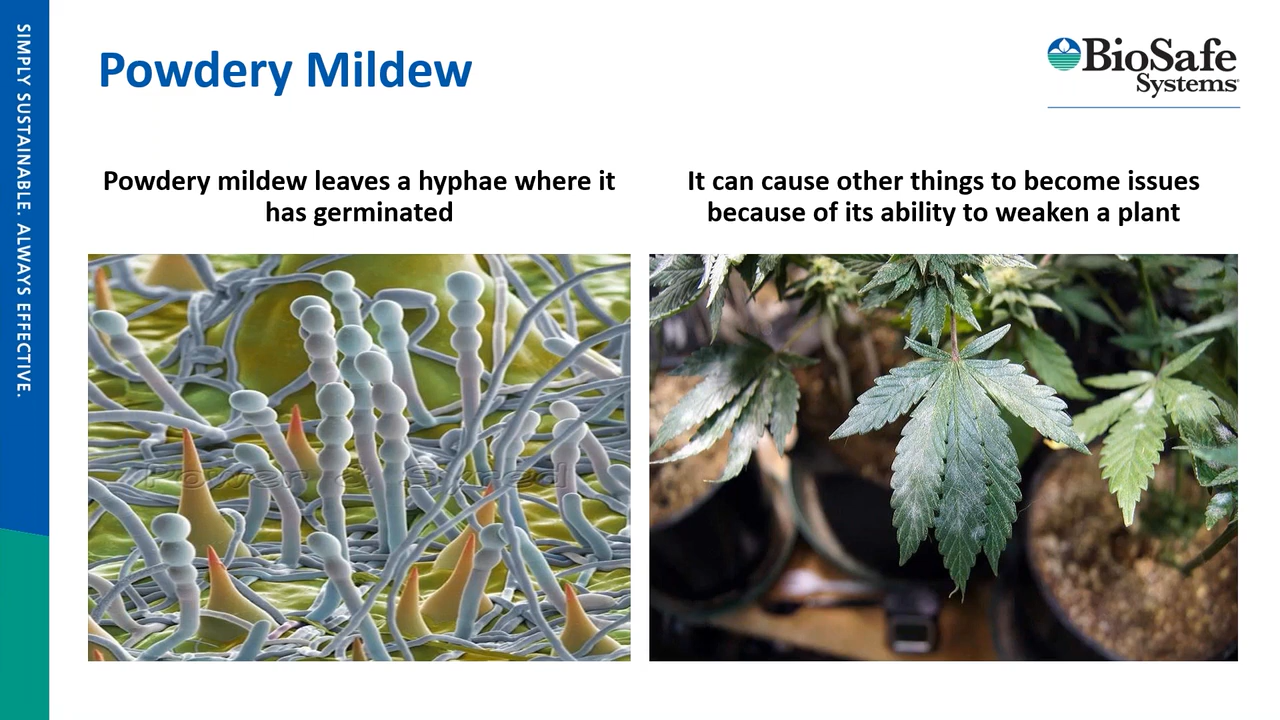 SIMPLY SUSTAINABLE. ALWAYS EFFECTIVE.
Powdery Mildew
BioSafe
Systems
Powdery mildew leaves a hyphae where it
has germinated
It can cause other things to become issues
because of its ability to weaken a plant